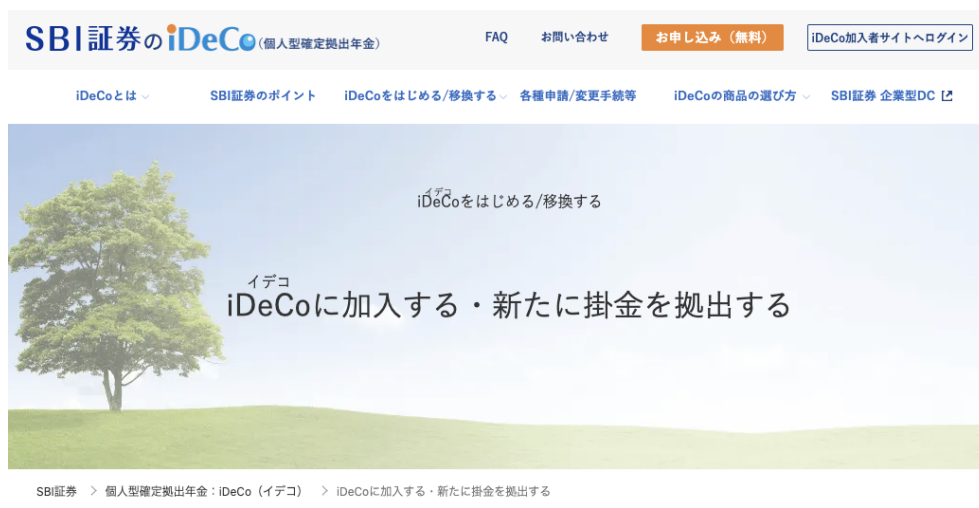 SBI証券のiDeCo(個人型確定拠出年金)
FAQ お問い合わせ お申し込み（無料） iDeCo加入者サイトへログイン
iDeCoとは SBI証券のポイント iDeCoをはじめる/移換する 各種申請/変更手続等 iDeCoの商品の選び方 SBI証券 企業型DC
イデコ
iDeCoをはじめる/移換する
イデコ
iDeCoに加入する・新たに掛金を拠出する
SBI証券 > 個人型確定拠出年金：iDeCo（イデコ） > iDeCoに加入する・新たに掛金を拠出する